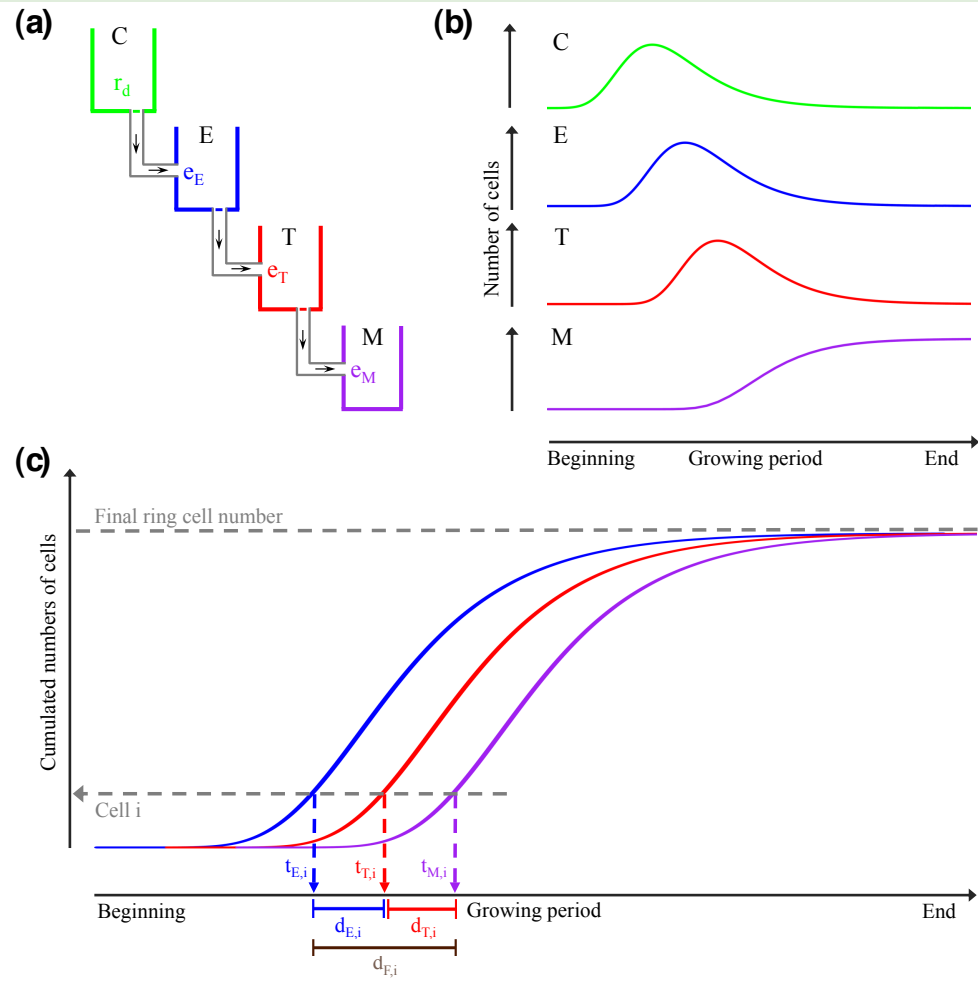 (a)
C
r_d
E
e_E
T
e_T
M
e_M
(b)
Number of cells
C
E
T
M
Beginning Growing period End
(c)
Cumulated numbers of cells
Final ring cell number
Cell i
t_E,i t_T,i t_M,i
Beginning Growing period End
d_E,i d_T,i
d_F,i